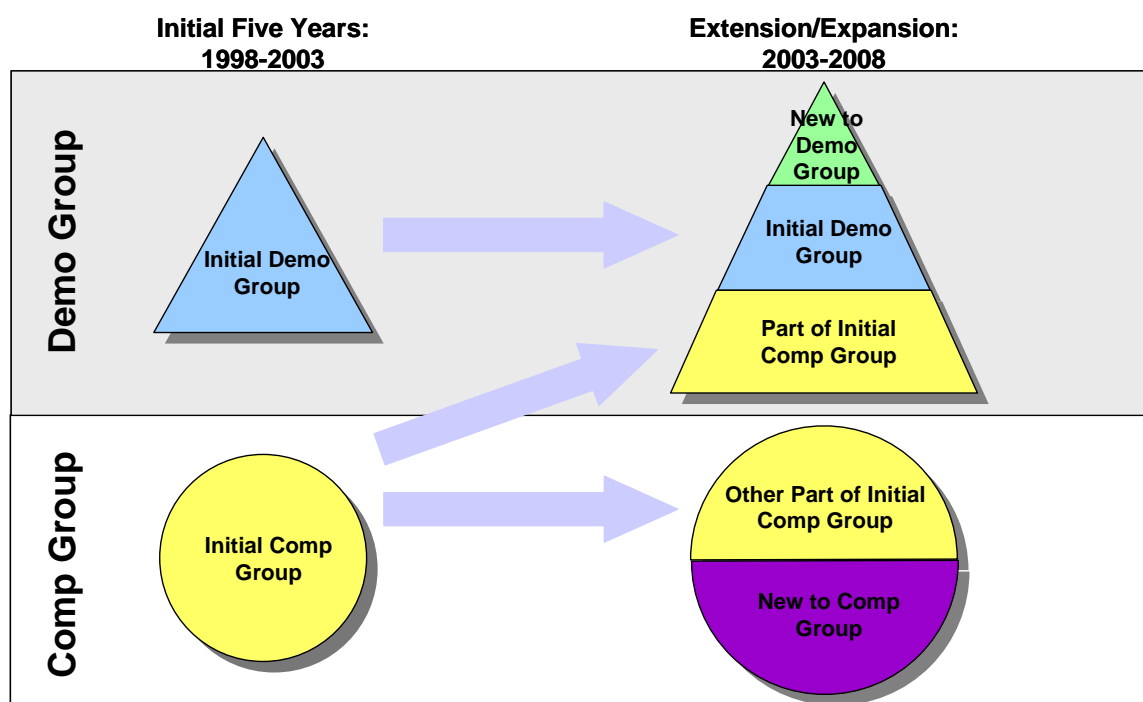 Initial Five Years:
1998-2003
Extension/Expansion:
2003-2008
Demo Group
Initial Demo
Group
New to
Demo
Group
Initial Demo
Group
Part of Initial
Comp Group
Comp Group
Initial Comp
Group
Other Part of Initial
Comp Group
New to Comp
Group